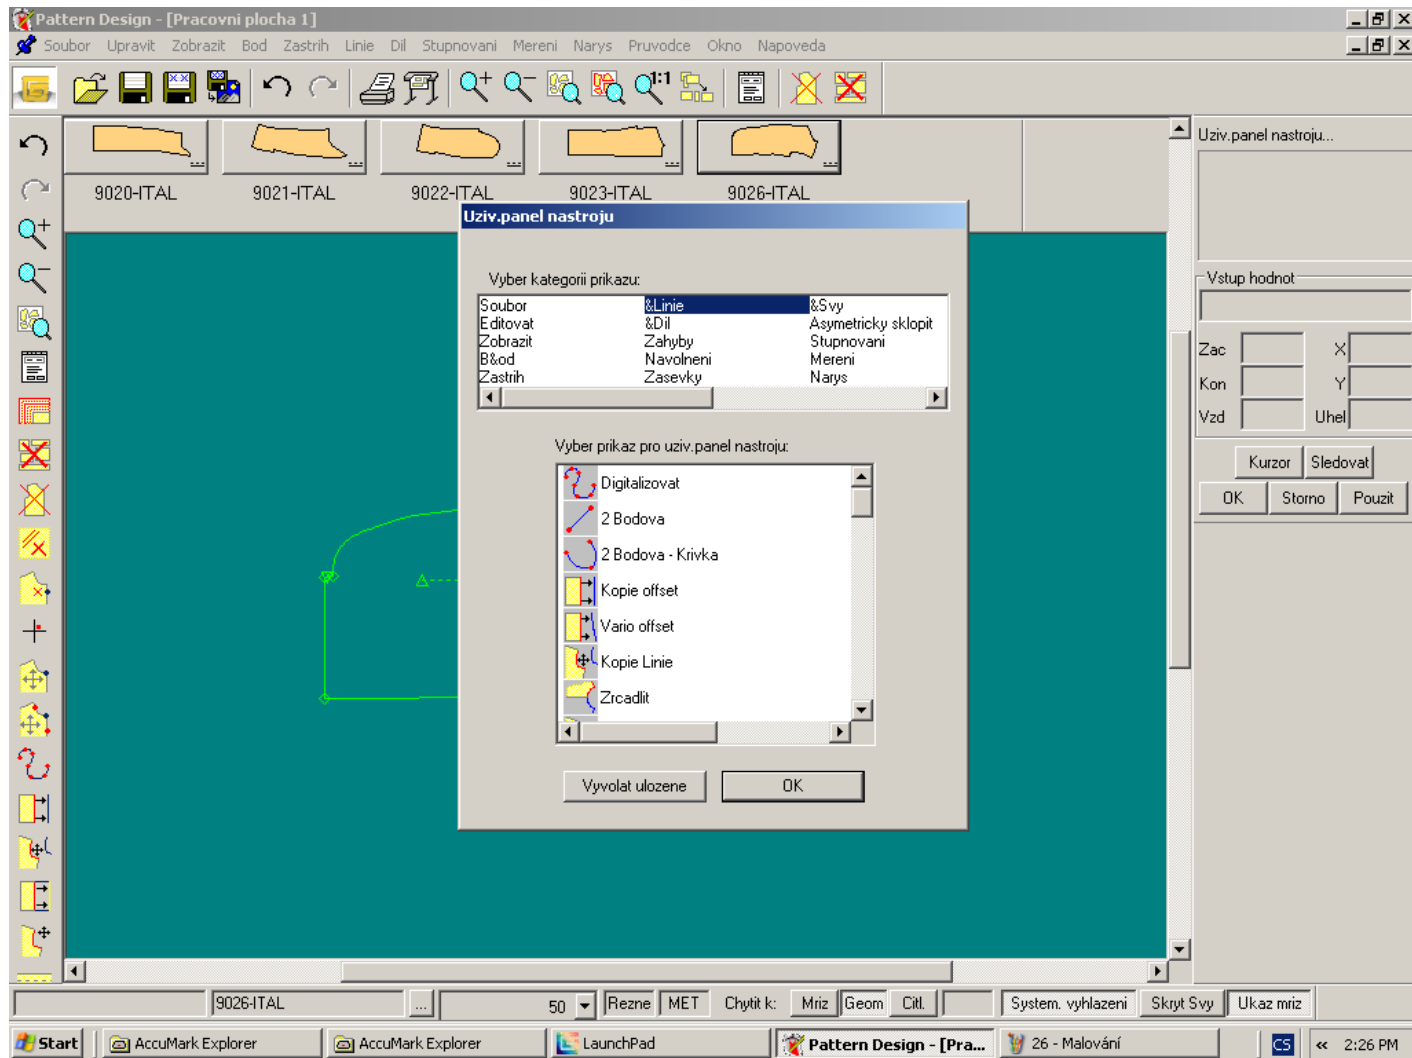 Pattern Design - [Pracovni plocha 1]
Soubor Upravit Zobrazit Bod Zastrih Linie Dil Stupnovani Mereni Narys Pruvodce Okno Napoveda
1:1
9020-ITAL 9021-ITAL 9022-ITAL 9023-ITAL 9026-ITAL
Uziv.panel nastroju...
Uziv.panel nastroju
Vyber kategorii prikazu:
Soubor &Linie &Svy
Editovat &Dil Asymetricky sklopit
Zobrazit Zahyby Stupnovani
B&od Navolneni Mereni
Zastrih Zasevky Narys
Vyber prikaz pro uziv.panel nastroju:
Digitalizovat
2 Bodova
2 Bodova - Krivka
Kopie offset
Vario offset
Kopie Linie
Zrcadlit
Vyvolat ulozene OK
Vstup hodnot
Zac X
Kon Y
Vzd Uhel
Kurzor Sledovat
OK Storno Pouzit
9026-ITAL ... 50 Rezne MET Chytit k: Mriz Geom Citl. System. vyhlazeni Skryt Svy Ukaz mriz
Start AccuMark Explorer AccuMark Explorer LaunchPad Pattern Design - [Pra... 26 - Malování CS « 2:26 PM